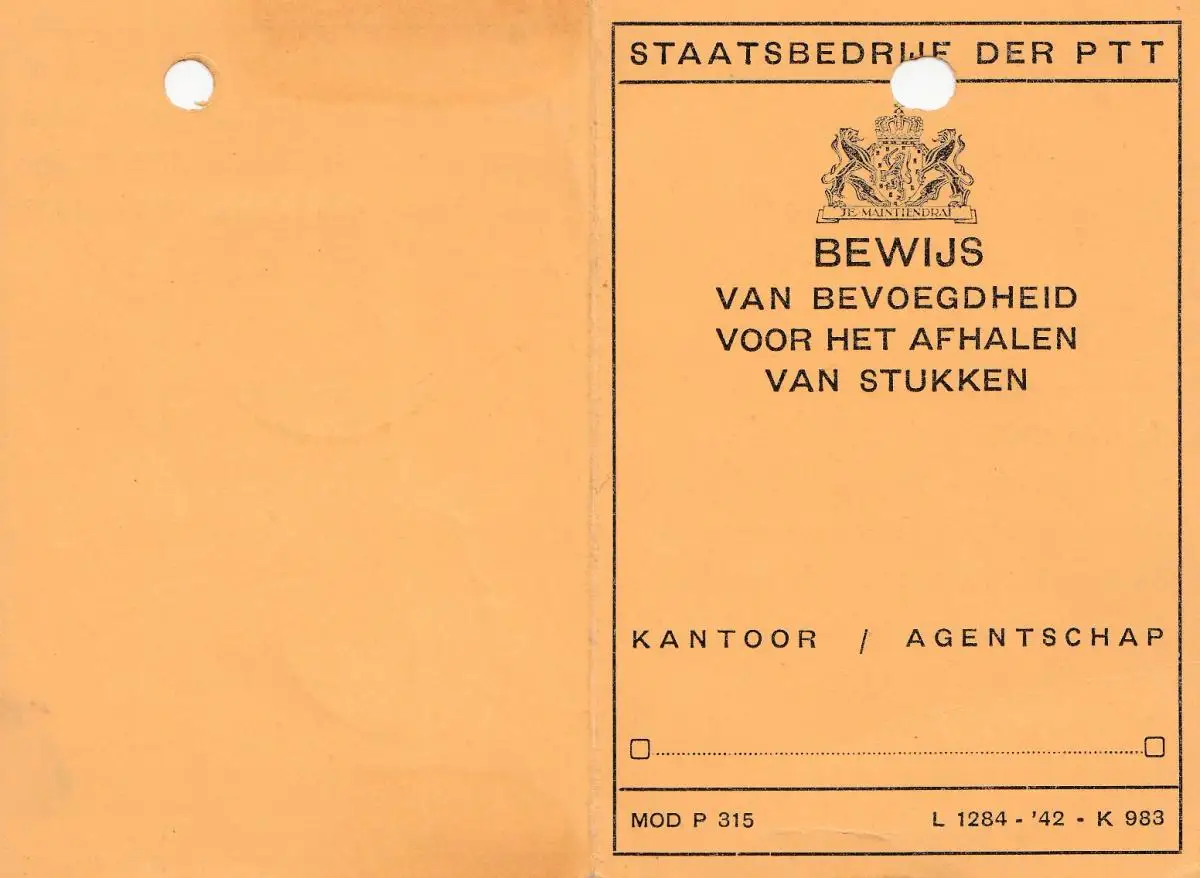 STAATSBEDRIJF DER PTT
JE MAINTIENDRAI
BEWIJS
VAN BEVOEGDHEID
VOOR HET AFHALEN
VAN STUKKEN
KANTOOR / AGENTSCHAP
MOD P 315
L 1284 - '42 - K 983